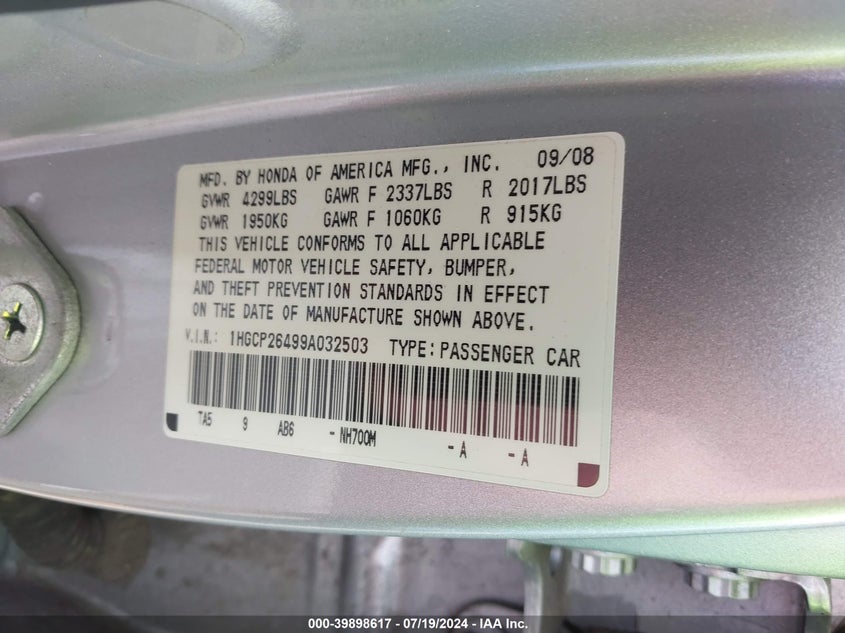 MFD. BY HONDA OF AMERICA MFG., INC. 09/08
GVWR 4299LBS GAWR F 2337LBS R 2017LBS
GVWR 1950KG GAWR F 1060KG R 915KG
THIS VEHICLE CONFORMS TO ALL APPLICABLE
FEDERAL MOTOR VEHICLE SAFETY, BUMPER,
AND THEFT PREVENTION STANDARDS IN EFFECT
ON THE DATE OF MANUFACTURE SHOWN ABOVE.
V.I.N.: 1HGCP26499A032503 TYPE:PASSENGER CAR
TA5 9 AB6 -NH700M -A -A
000-39898617 - 07/19/2024 - IAA Inc.